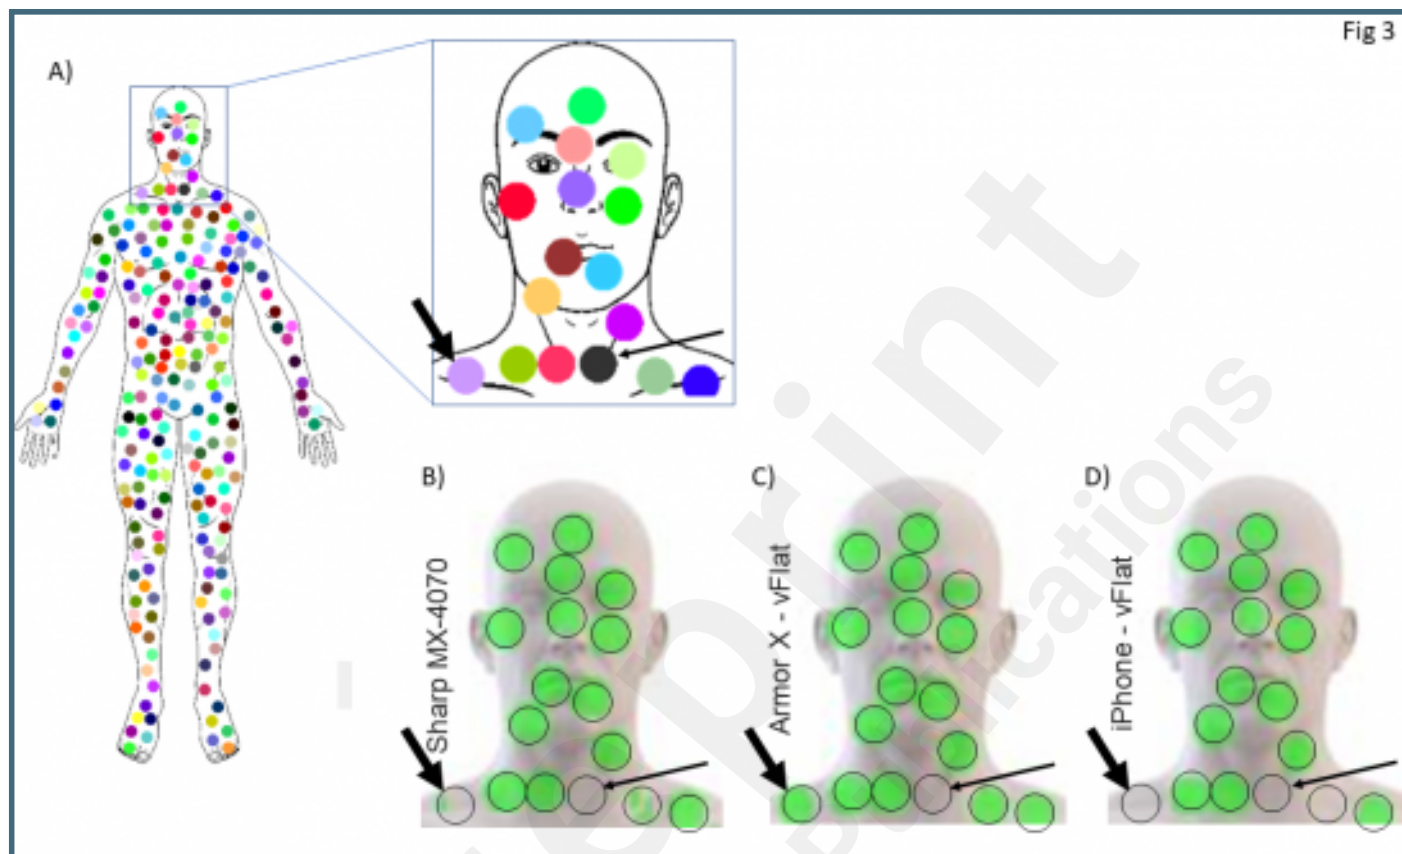 Fig 3
A)
B)
Sharp MX-4070
C)
Armor X - vFlat
D)
iPhone - vFlat